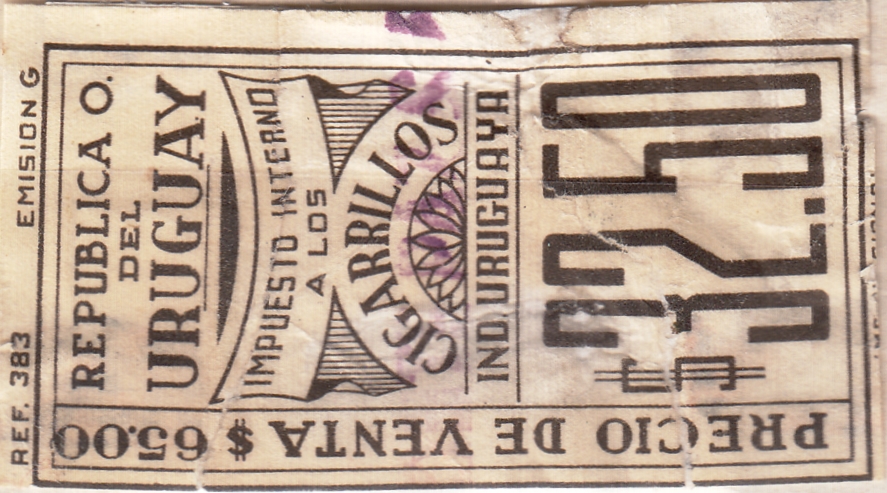 REF. 383 EMISION G
REPUBLICA O.
DEL
URUGUAY
IMPUESTO INTERNO
A LOS
CIGARRILLOS
IND. URUGUAYA
$ 32.50
PRECIO DE VENTA $ 65.00